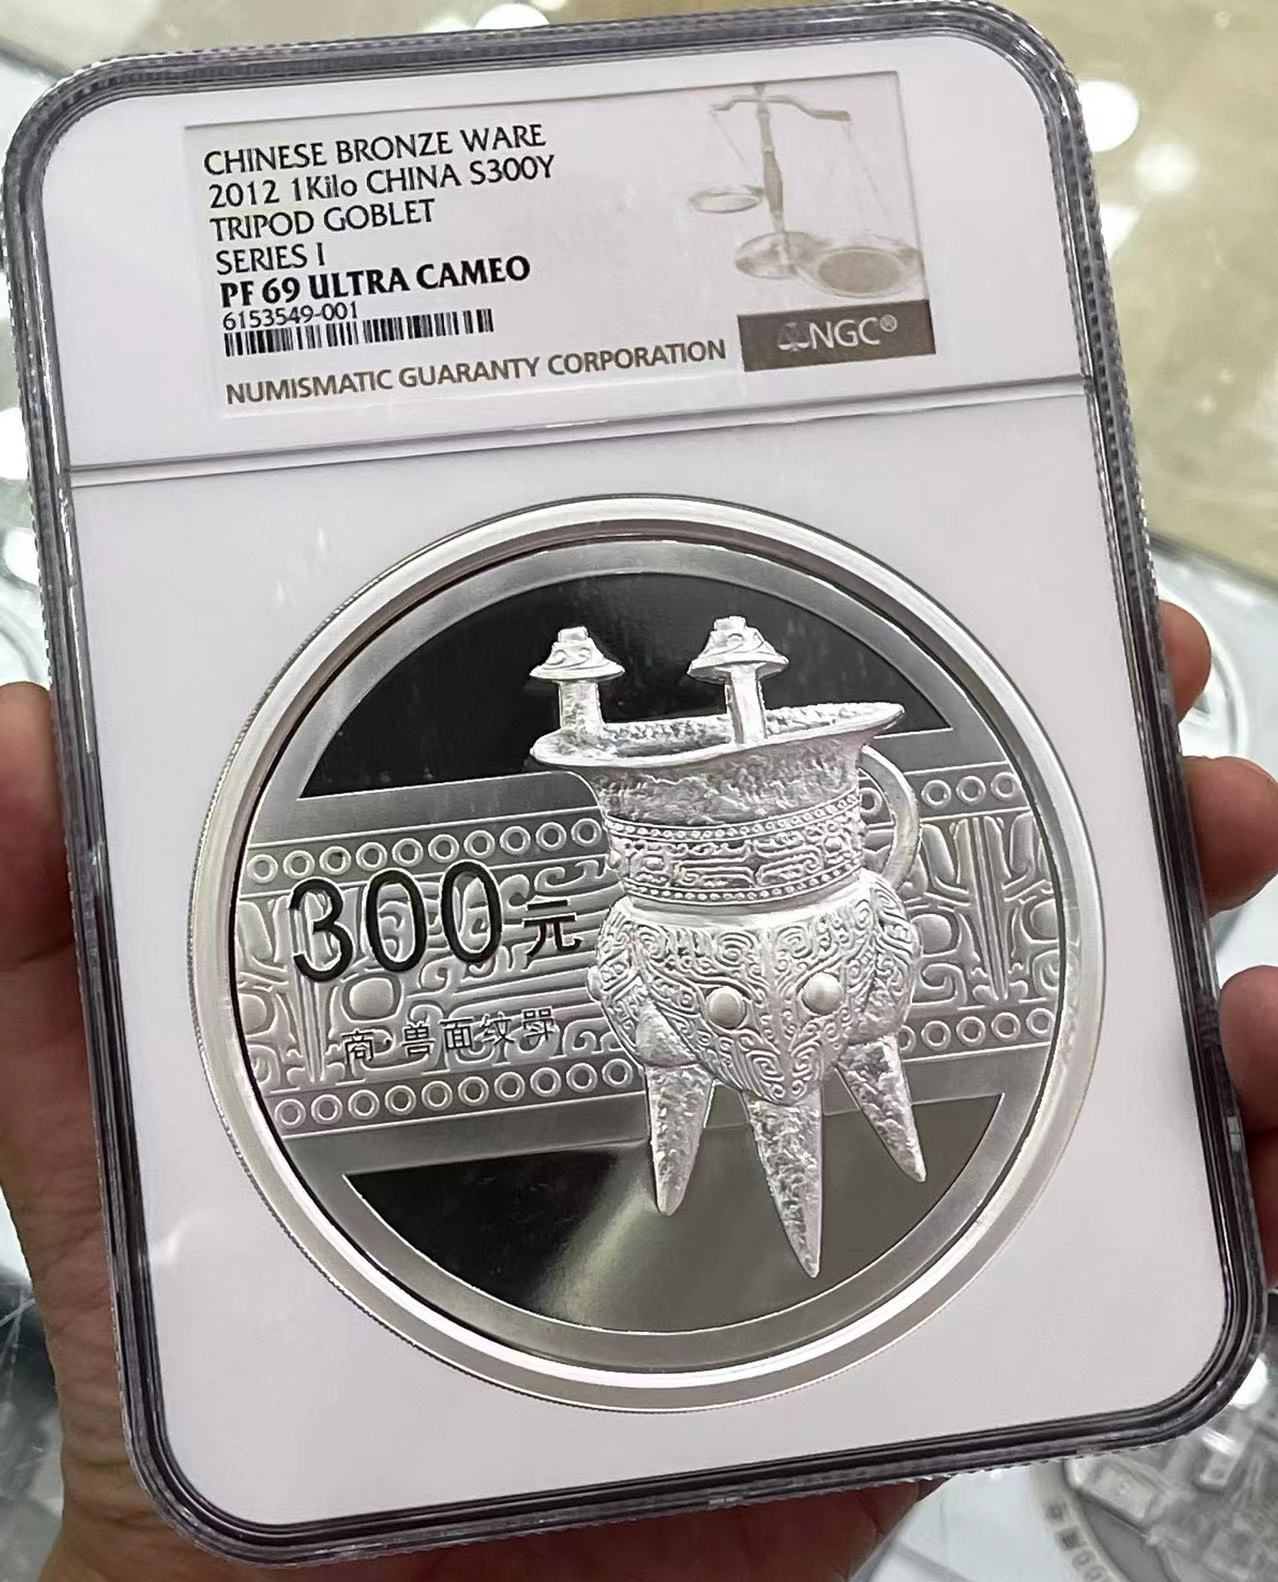 CHINESE BRONZE WARE
2012 1Kilo CHINA S300Y
TRIPOD GOBLET
SERIES I
PF 69 ULTRA CAMEO
6153549-001
NUMISMATIC GUARANTY CORPORATION
NGC®
300元
商·兽面纹斝